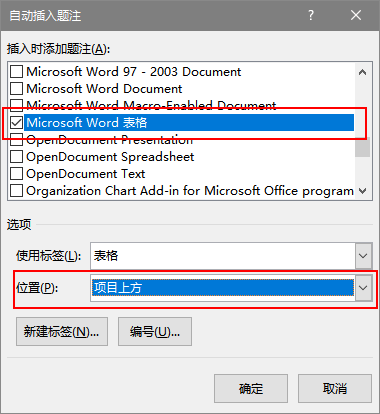 自动插入题注
?
插入时添加题注(A):
Microsoft Word 97 - 2003 Document
Microsoft Word Document
Microsoft Word Macro-Enabled Document
Microsoft Word 表格
OpenDocument Presentation
OpenDocument Spreadsheet
OpenDocument Text
Organization Chart Add-in for Microsoft Office program
选项
使用标签(L): 表格
位置(P): 项目上方
新建标签(N)... 编号(U)...
确定 取消